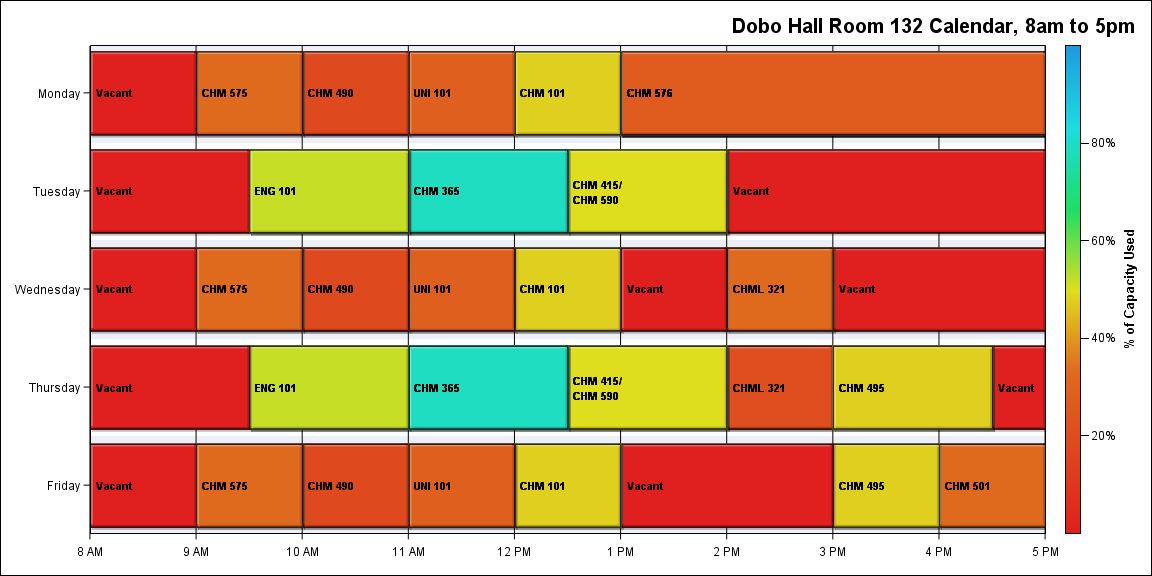 Dobo Hall Room 132 Calendar, 8am to 5pm
Monday
Vacant
CHM 575
CHM 490
UNI 101
CHM 101
CHM 576
Tuesday
Vacant
ENG 101
CHM 365
CHM 415/
CHM 590
Vacant
Wednesday
Vacant
CHM 575
CHM 490
UNI 101
CHM 101
Vacant
CHML 321
Vacant
Thursday
Vacant
ENG 101
CHM 365
CHM 415/
CHM 590
CHML 321
CHM 495
Vacant
Friday
Vacant
CHM 575
CHM 490
UNI 101
CHM 101
Vacant
CHM 495
CHM 501
8 AM
9 AM
10 AM
11 AM
12 PM
1 PM
2 PM
3 PM
4 PM
5 PM
80%
60%
40%
20%
% of Capacity Used